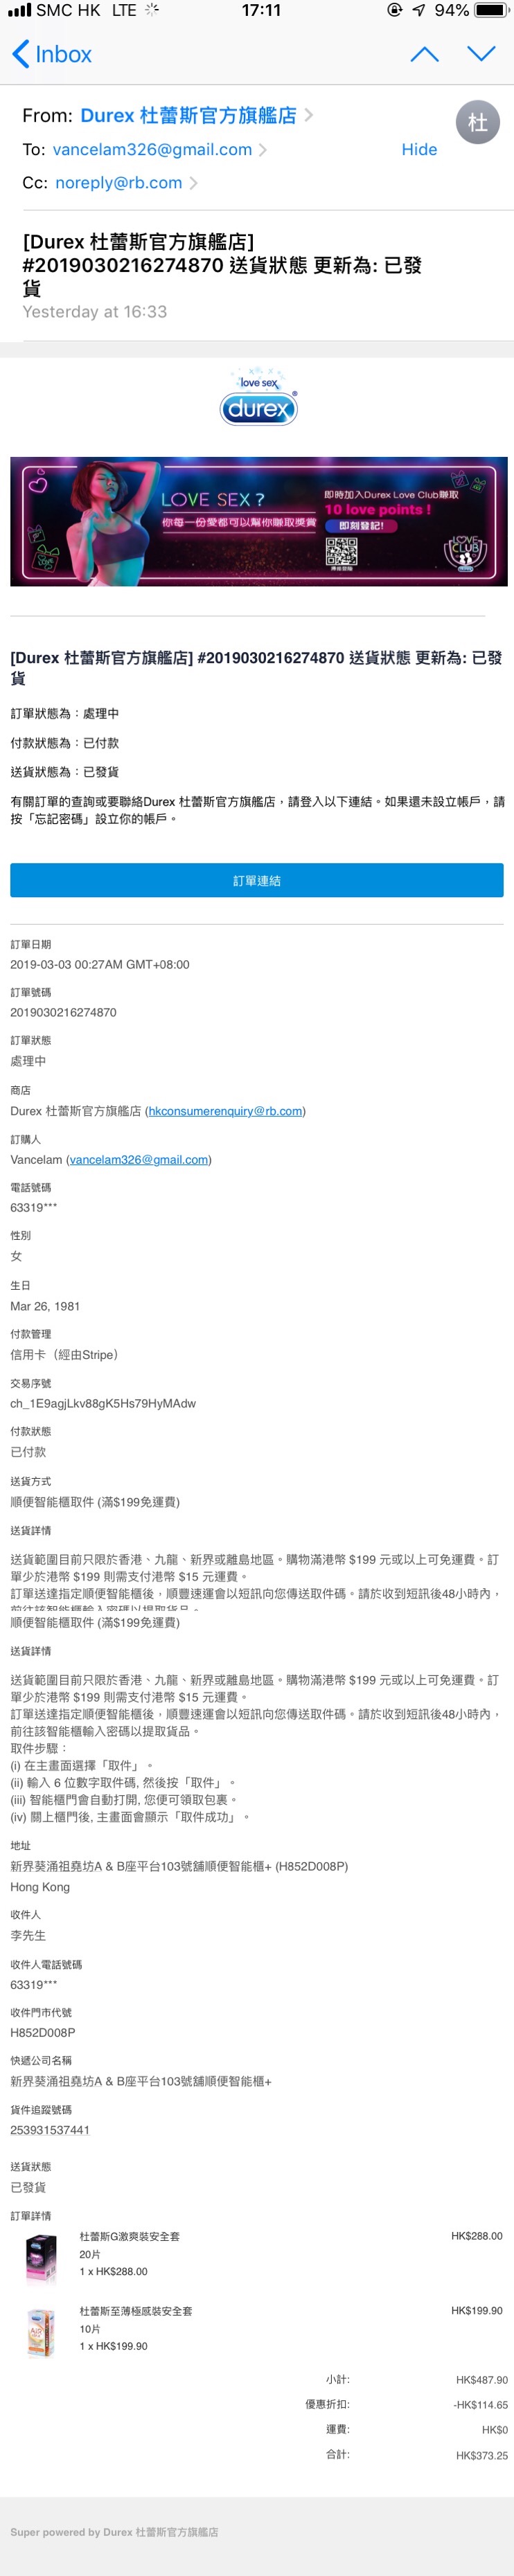 SMC HK LTE 17:11 94%
Inbox
From: Durex 杜蕾斯官方旗艦店
杜
To: vancelam326@gmail.com Hide
Cc: noreply@rb.com
[Durex 杜蕾斯官方旗艦店]
#2019030216274870 送貨狀態 更新為: 已發
貨
Yesterday at 16:33
love sex
durex
LOVE SEX ?
你每一份愛都可以幫你賺取獎賞
即時加入Durex Love Club賺取
10 love points !
即刻登記!
LOVE CLUB
[Durex 杜蕾斯官方旗艦店] #2019030216274870 送貨狀態 更新為: 已發
貨
訂單狀態為：處理中
付款狀態為：已付款
送貨狀態為：已發貨
有關訂單的查詢或要聯絡Durex 杜蕾斯官方旗艦店，請登入以下連結。如果還未設立帳戶，請
按「忘記密碼」設立你的帳戶。
訂單連結
訂單日期
2019-03-03 00:27AM GMT+08:00
訂單號碼
2019030216274870
訂單狀態
處理中
商店
Durex 杜蕾斯官方旗艦店 (hkconsumerenquiry@rb.com)
訂購人
Vancelam (vancelam326@gmail.com)
電話號碼
63319***
性別
女
生日
Mar 26, 1981
付款管理
信用卡（經由Stripe）
交易序號
ch_1E9agjLkv88gK5Hs79HyMAdw
付款狀態
已付款
送貨方式
順便智能櫃取件 (滿$199免運費)
送貨詳情
送貨範圍目前只限於香港、九龍、新界或離島地區。購物滿港幣 $199 元或以上可免運費。訂
單少於港幣 $199 則需支付港幣 $15 元運費。
訂單送達指定順便智能櫃後，順豐速運會以短訊向您傳送取件碼。請於收到短訊後48小時內，
前往該智能櫃輸入密碼以提取貨品。
順便智能櫃取件 (滿$199免運費)
送貨詳情
送貨範圍目前只限於香港、九龍、新界或離島地區。購物滿港幣 $199 元或以上可免運費。訂
單少於港幣 $199 則需支付港幣 $15 元運費。
訂單送達指定順便智能櫃後，順豐速運會以短訊向您傳送取件碼。請於收到短訊後48小時內，
前往該智能櫃輸入密碼以提取貨品。
取件步驟：
(i) 在主畫面選擇「取件」。
(ii) 輸入 6 位數字取件碼, 然後按「取件」。
(iii) 智能櫃門會自動打開, 您便可領取包裹。
(iv) 關上櫃門後, 主畫面會顯示「取件成功」。
地址
新界葵涌祖堯坊A & B座平台103號舖順便智能櫃+ (H852D008P)
Hong Kong
收件人
李先生
收件人電話號碼
63319***
收件門市代號
H852D008P
快遞公司名稱
新界葵涌祖堯坊A & B座平台103號舖順便智能櫃+
貨件追蹤號碼
253931537441
送貨狀態
已發貨
訂單詳情
杜蕾斯G激爽裝安全套 HK$288.00
20片
1 x HK$288.00
杜蕾斯至薄極感裝安全套 HK$199.90
10片
1 x HK$199.90
小計: HK$487.90
優惠折扣: -HK$114.65
運費: HK$0
合計: HK$373.25
Super powered by Durex 杜蕾斯官方旗艦店